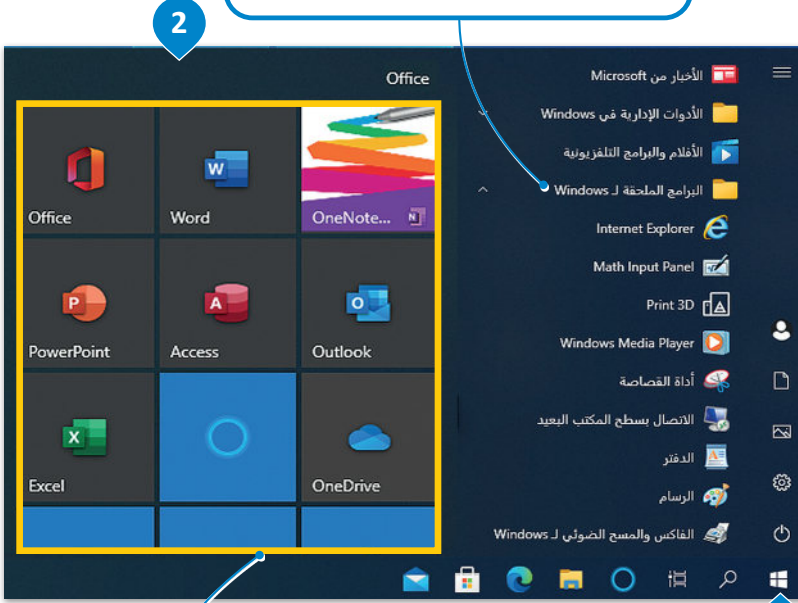 2
الأخبار من Microsoft
الأدوات الإدارية في Windows
الأفلام والبرامج التلفزيونية
البرامج الملحقة لـ Windows
Internet Explorer
Math Input Panel
Print 3D
Windows Media Player
أداة القصاصة
الاتصال بسطح المكتب البعيد
الدفتر
الرسام
الفاكس والمسح الضوئي لـ Windows
Office
Office
Word
OneNote...
PowerPoint
Access
Outlook
Excel
OneDrive